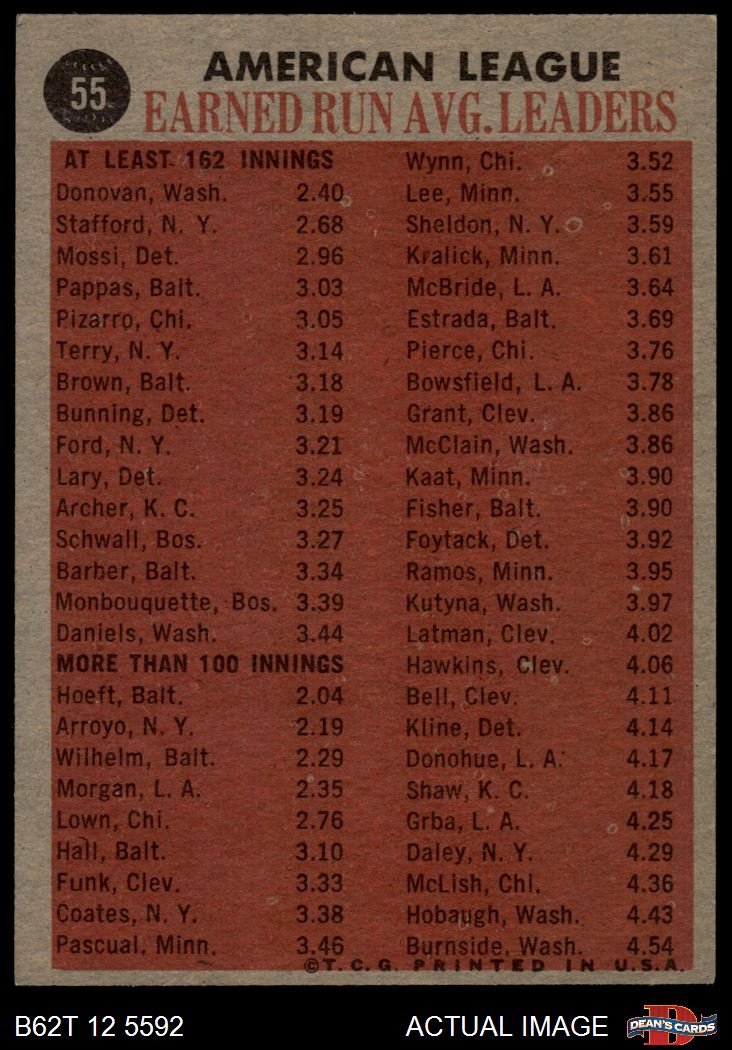 55
AMERICAN LEAGUE
EARNED RUN AVG. LEADERS
AT LEAST 162 INNINGS
Donovan, Wash. 2.40
Stafford, N. Y. 2.68
Mossi, Det. 2.96
Pappas, Balt. 3.03
Pizarro, Chi. 3.05
Terry, N. Y. 3.14
Brown, Balt. 3.18
Bunning, Det. 3.19
Ford, N. Y. 3.21
Lary, Det. 3.24
Archer, K. C. 3.25
Schwall, Bos. 3.27
Barber, Balt. 3.34
Monbouquette, Bos. 3.39
Daniels, Wash. 3.44
MORE THAN 100 INNINGS
Hoeft, Balt. 2.04
Arroyo, N. Y. 2.19
Wilhelm, Balt. 2.29
Morgan, L. A. 2.35
Lown, Chi. 2.76
Hall, Balt. 3.10
Funk, Clev. 3.33
Coates, N. Y. 3.38
Pascual, Minn. 3.46
Wynn, Chi. 3.52
Lee, Minn. 3.55
Sheldon, N. Y. 3.59
Kralick, Minn. 3.61
McBride, L. A. 3.64
Estrada, Balt. 3.69
Pierce, Chi. 3.76
Bowsfield, L. A. 3.78
Grant, Clev. 3.86
McClain, Wash. 3.86
Kaat, Minn. 3.90
Fisher, Balt. 3.90
Foytack, Det. 3.92
Ramos, Minn. 3.95
Kutyna, Wash. 3.97
Latman, Clev. 4.02
Hawkins, Clev. 4.06
Bell, Clev. 4.11
Kline, Det. 4.14
Donohue, L. A. 4.17
Shaw, K. C. 4.18
Grba, L. A. 4.25
Daley, N. Y. 4.29
McLish, Chi. 4.36
Hobaugh, Wash. 4.43
Burnside, Wash. 4.54
©T. C. G. PRINTED IN U.S.A.
B62T 12 5592
ACTUAL IMAGE
D
DEAN'S CARDS